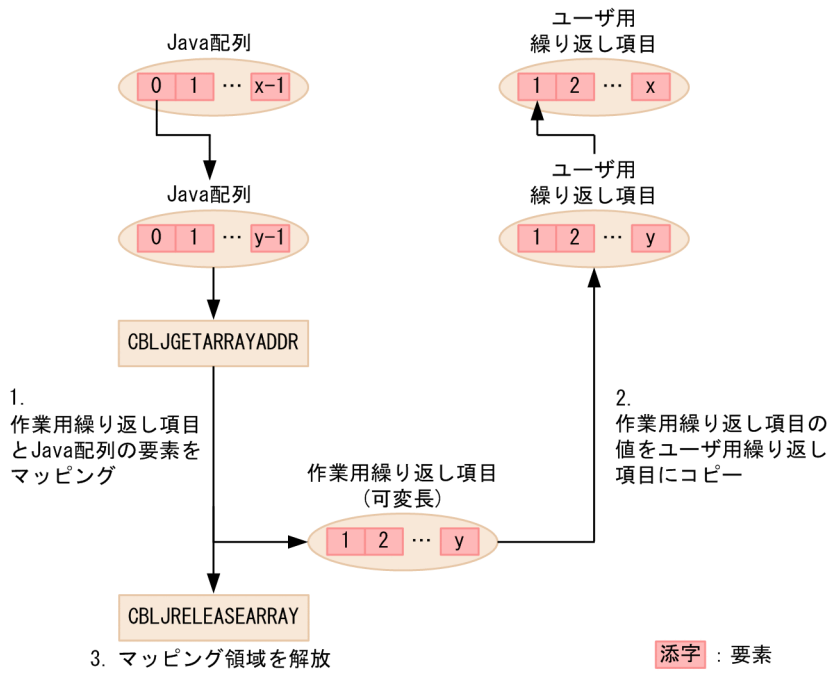 Java配列
0 1 … x-1
ユーザ用
繰り返し項目
1 2 … x
Java配列
0 1 … y-1
ユーザ用
繰り返し項目
1 2 … y
CBLJGETARRAYADDR
1.
作業用繰り返し項目
とJava配列の要素を
マッピング
2.
作業用繰り返し項目の
値をユーザ用繰り返し
項目にコピー
作業用繰り返し項目
(可変長)
1 2 … y
CBLJRELEASEARRAY
3. マッピング領域を解放
添字 : 要素